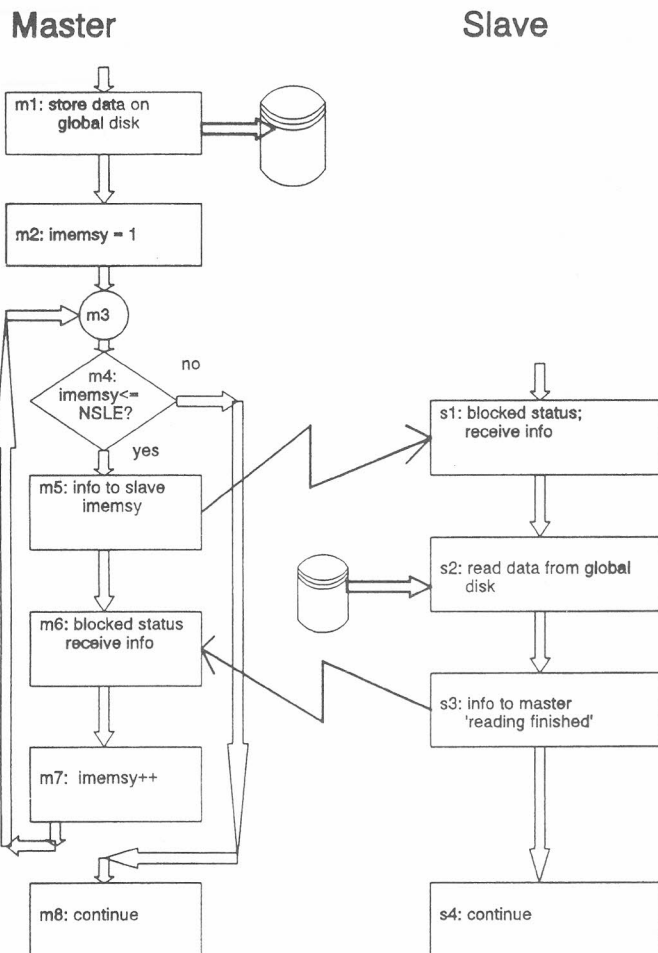 Master
Slave
m1: store data on
global disk
m2: imemsy = 1
m3
m4:
imemsy<=
NSLE?
no
yes
m5: info to slave
imemsy
m6: blocked status
receive info
m7: imemsy++
m8: continue
s1: blocked status;
receive info
s2: read data from global
disk
s3: info to master
'reading finished'
s4: continue